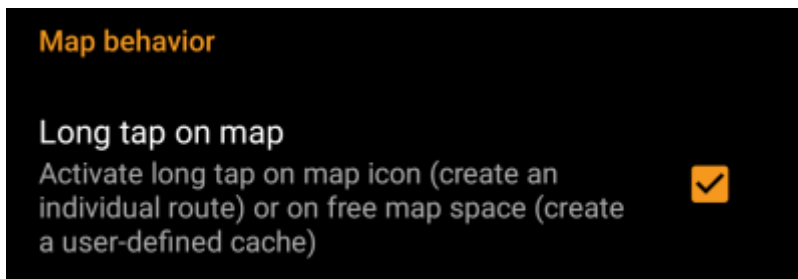 Map behavior
Long tap on map
Activate long tap on map icon (create an
individual route) or on free map space (create
a user-defined cache)